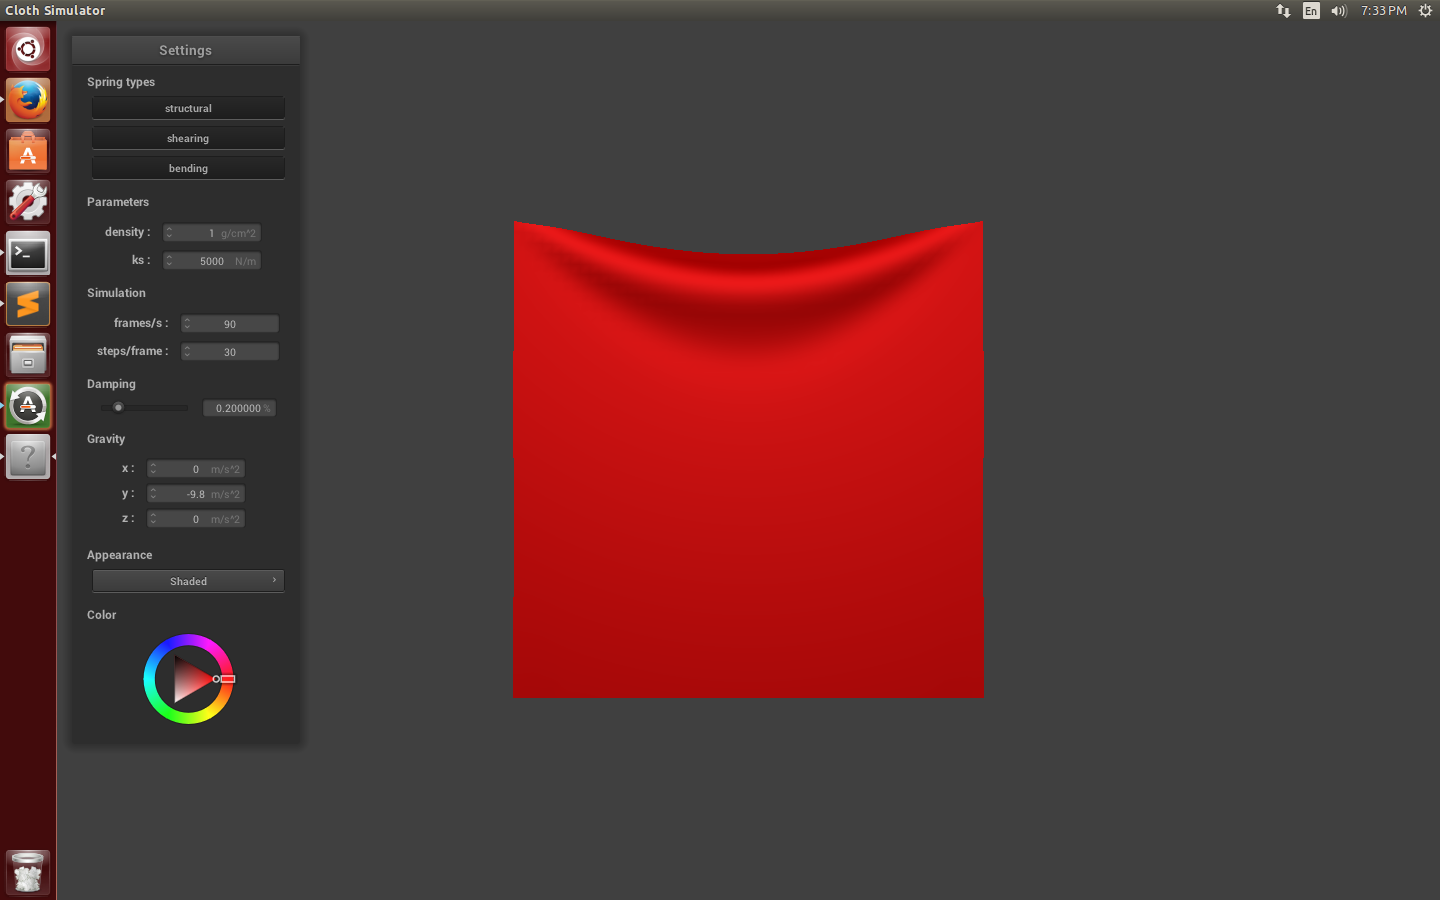 Cloth Simulator
En
7:33 PM
Settings
Spring types
structural
shearing
bending
Parameters
density : 1 g/cm^2
ks : 5000 N/m
Simulation
frames/s : 90
steps/frame : 30
Damping
0.200000 %
Gravity
x : 0 m/s^2
y : -9.8 m/s^2
z : 0 m/s^2
Appearance
Shaded
Color